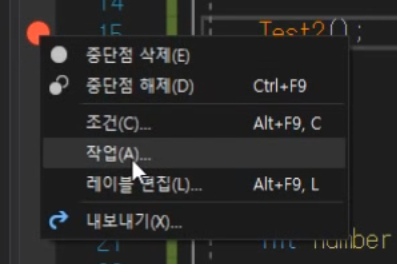 14
15 Test2();
중단점 삭제(E)
중단점 해제(D) Ctrl+F9
조건(C)... Alt+F9, C
작업(A)...
레이블 편집(L)... Alt+F9, L
내보내기(X)...
21 int number